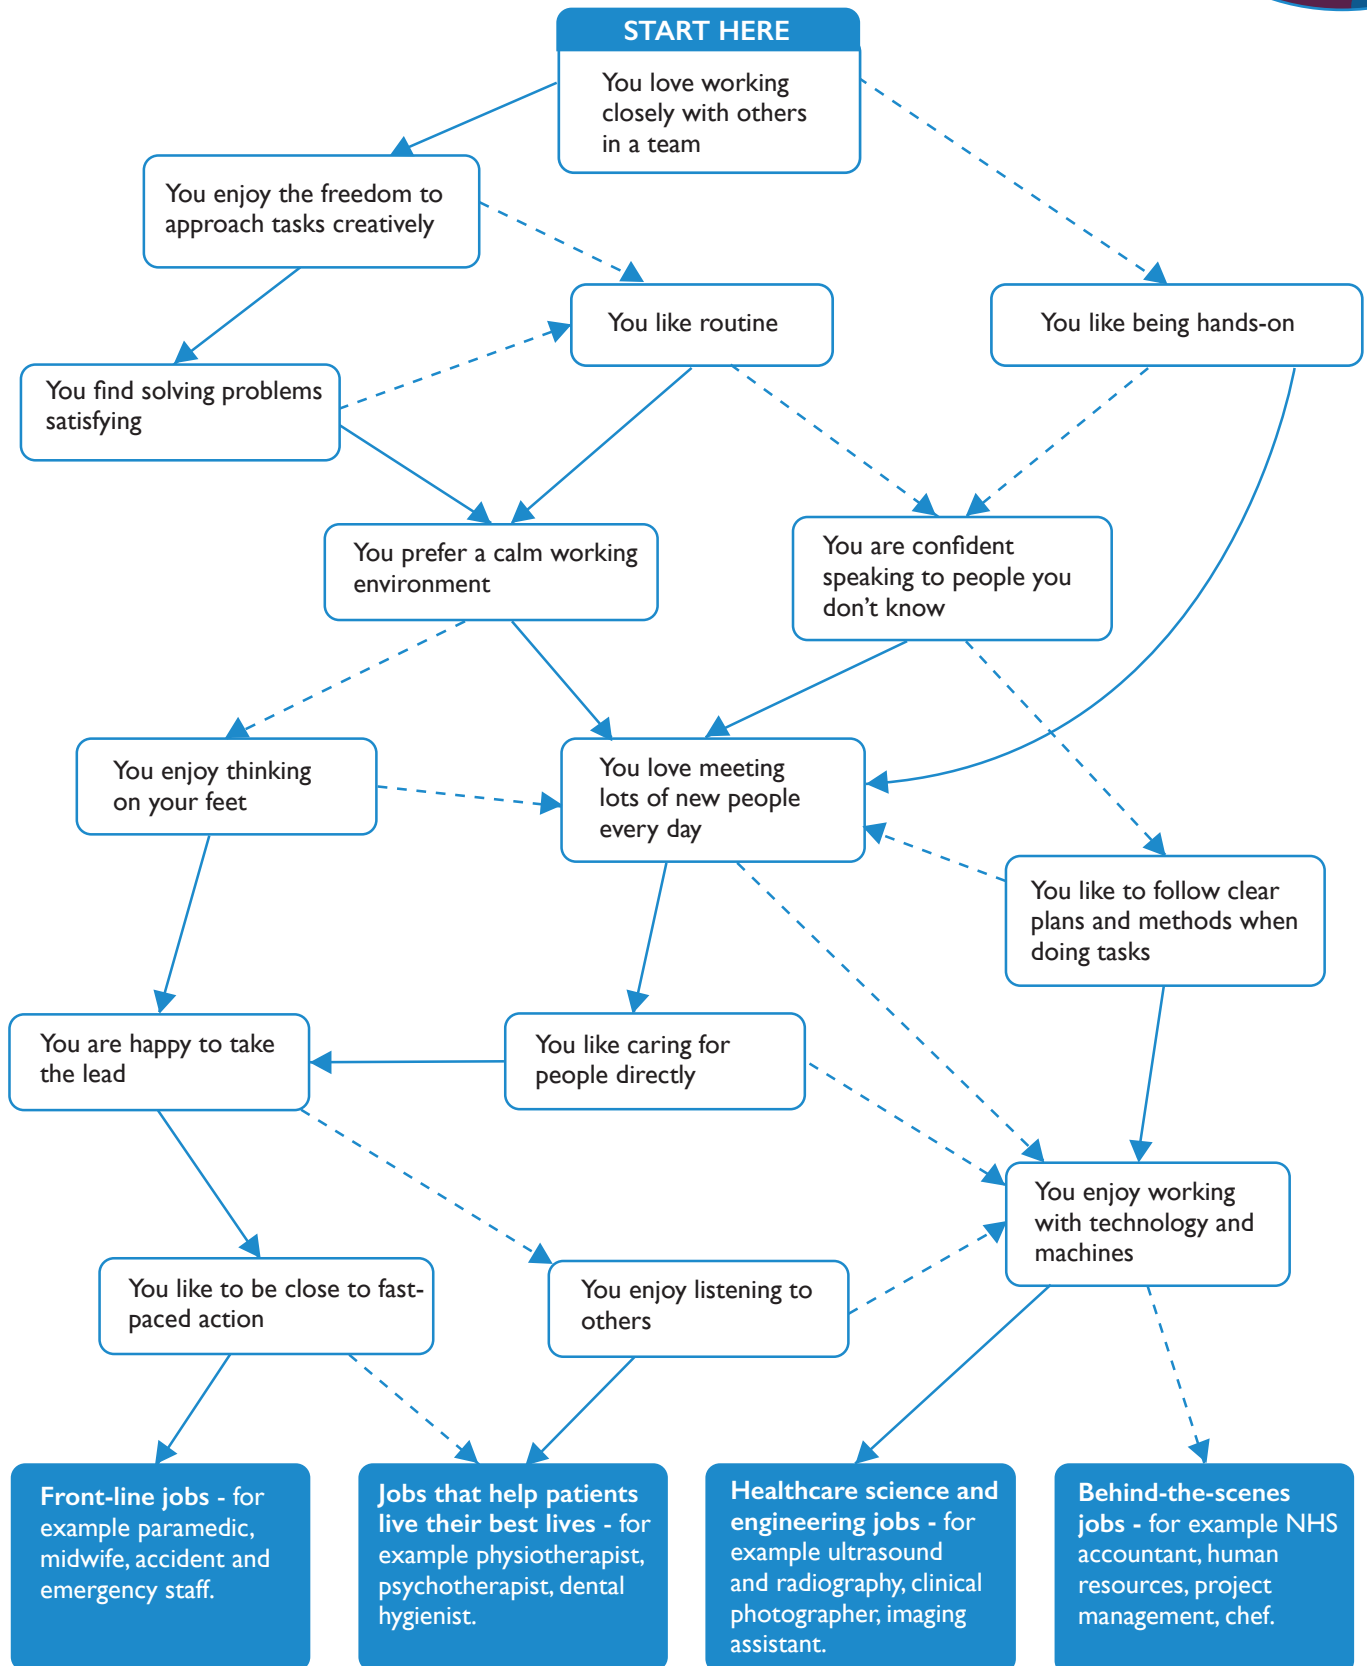 START HERE
You love working
closely with others
in a team
You enjoy the freedom to
approach tasks creatively
You like routine
You like being hands-on
You find solving problems
satisfying
You prefer a calm working
environment
You are confident
speaking to people you
don’t know
You enjoy thinking
on your feet
You love meeting
lots of new people
every day
You like to follow clear
plans and methods when
doing tasks
You are happy to take
the lead
You like caring for
people directly
You enjoy working
with technology and
machines
You like to be close to fast-
paced action
You enjoy listening to
others
Front-line jobs - for
example paramedic,
midwife, accident and
emergency staff.
Jobs that help patients
live their best lives - for
example physiotherapist,
psychotherapist, dental
hygienist.
Healthcare science and
engineering jobs - for
example ultrasound
and radiography, clinical
photographer, imaging
assistant.
Behind-the-scenes
jobs - for example NHS
accountant, human
resources, project
management, chef.